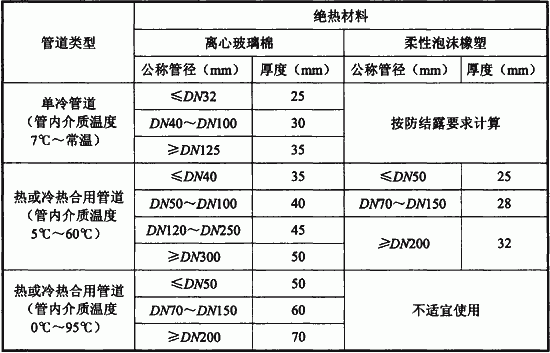 绝热材料
管道类型
离心玻璃棉 柔性泡沫橡塑
公称管径（mm） 厚度（mm） 公称管径（mm） 厚度（mm）
单冷管道
（管内介质温度
7℃～常温）
≤DN32 25
DN40～DN100 30
≥DN125 35
按防结露要求计算
热或冷热合用管道
（管内介质温度
5℃～60℃）
≤DN40 35 ≤DN50 25
DN50～DN100 40 DN70～DN150 28
DN120～DN250 45
≥DN300 50
≥DN200 32
热或冷热合用管道
（管内介质温度
0℃～95℃）
≤DN50 50
DN70～DN150 60
≥DN200 70
不适宜使用